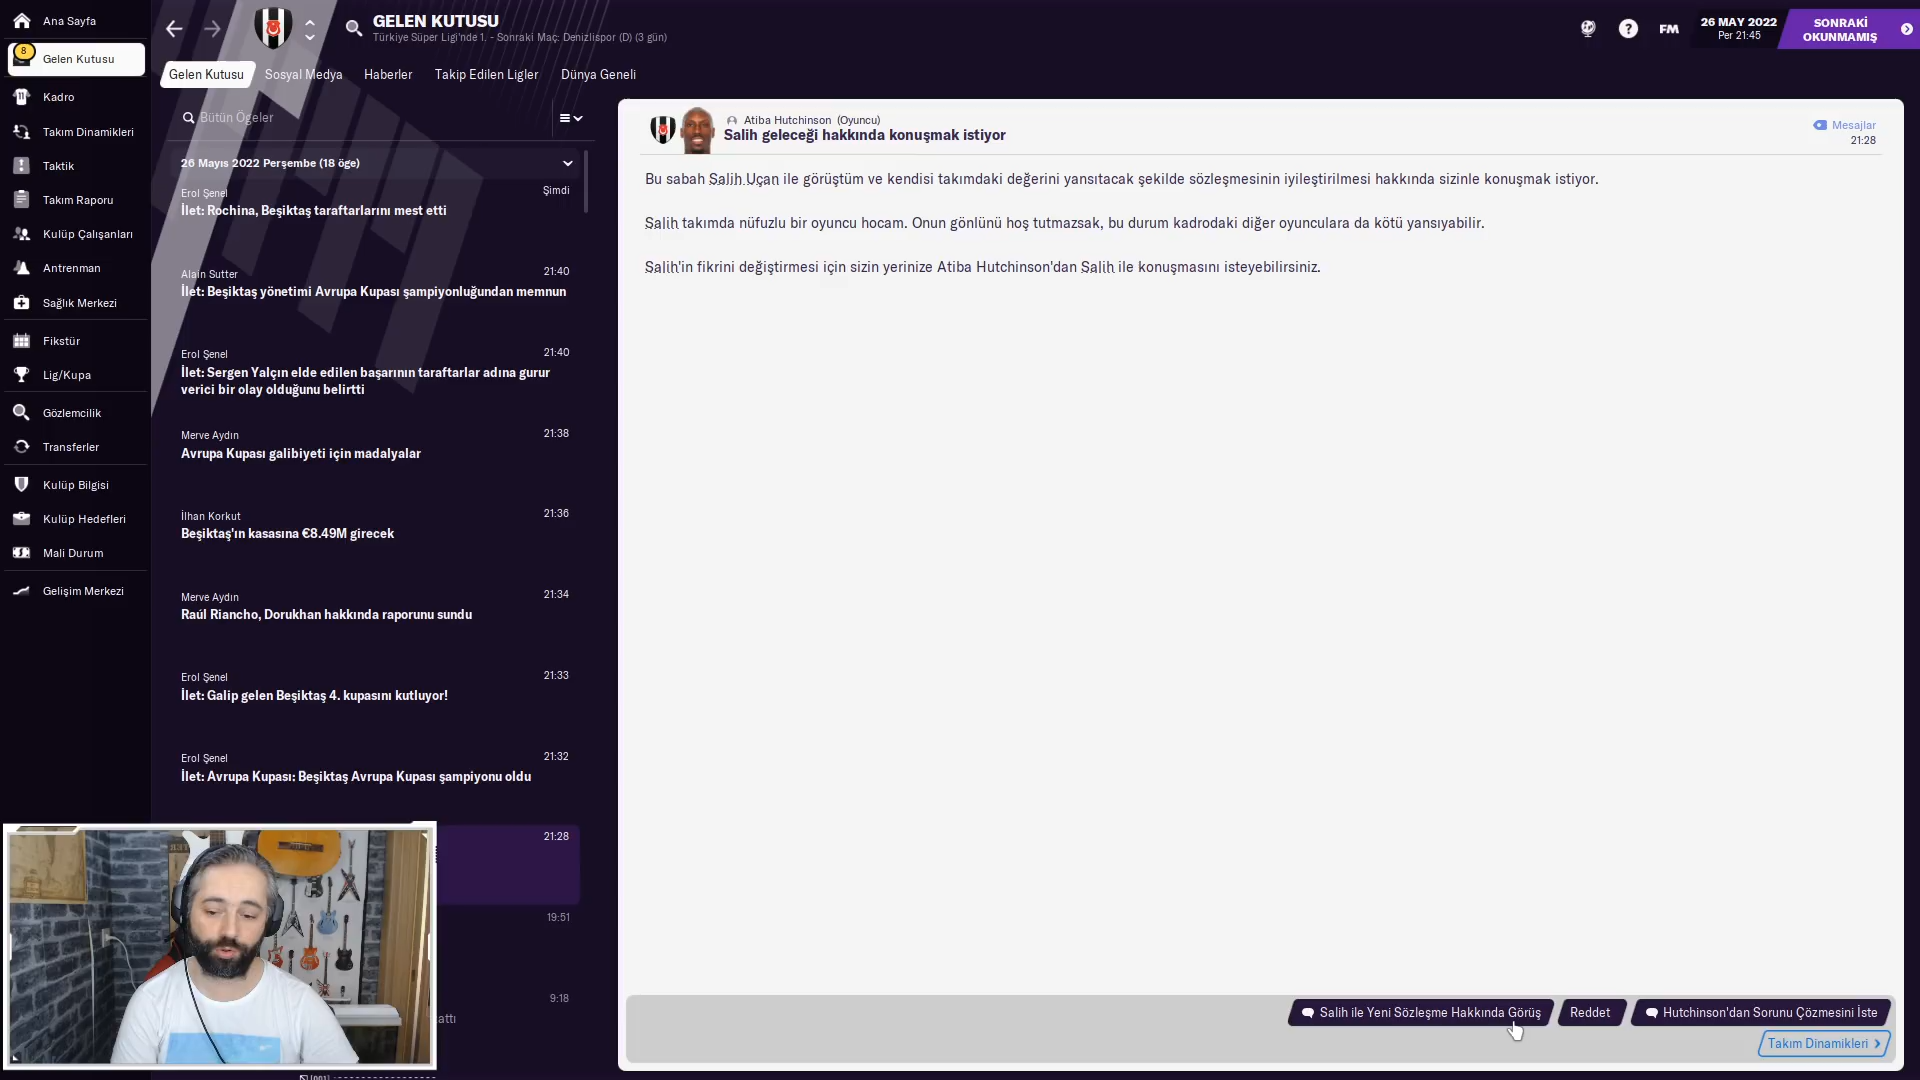 Ana Sayfa
8
Gelen Kutusu
Kadro
Takım Dinamikleri
Taktik
Takım Raporu
Kulüp Çalışanları
Antrenman
Sağlık Merkezi
Fikstür
Lig/Kupa
Gözlemcilik
Transferler
Kulüp Bilgisi
Kulüp Hedefleri
Mali Durum
Gelişim Merkezi
GELEN KUTUSU
Türkiye Süper Ligi'nde 1. - Sonraki Maç: Denizlispor (D) (3 gün)
FM
26 MAY 2022
Per 21:45
SONRAKİ
OKUNMAMIŞ
Gelen Kutusu Sosyal Medya Haberler Takip Edilen Ligler Dünya Geneli
Bütün Ögeler
26 Mayıs 2022 Perşembe (18 öge)
Erol Şenel Şimdi
İlet: Rochina, Beşiktaş taraftarlarını mest etti
Alain Sutter 21:40
İlet: Beşiktaş yönetimi Avrupa Kupası şampiyonluğundan memnun
Erol Şenel 21:40
İlet: Sergen Yalçın elde edilen başarının taraftarlar adına gurur
verici bir olay olduğunu belirtti
Merve Aydın 21:38
Avrupa Kupası galibiyeti için madalyalar
İlhan Korkut 21:36
Beşiktaş'ın kasasına €8.49M girecek
Merve Aydın 21:34
Raúl Riancho, Dorukhan hakkında raporunu sundu
Erol Şenel 21:33
İlet: Galip gelen Beşiktaş 4. kupasını kutluyor!
Erol Şenel 21:32
İlet: Avrupa Kupası: Beşiktaş Avrupa Kupası şampiyonu oldu
21:28
19:51
9:18
Atiba Hutchinson (Oyuncu)
Salih geleceği hakkında konuşmak istiyor
Mesajlar
21:28
Bu sabah Salih Uçan ile görüştüm ve kendisi takımdaki değerini yansıtacak şekilde sözleşmesinin iyileştirilmesi hakkında sizinle konuşmak istiyor.
Salih takımda nüfuzlu bir oyuncu hocam. Onun gönlünü hoş tutmazsak, bu durum kadrodaki diğer oyunculara da kötü yansıyabilir.
Salih'in fikrini değiştirmesi için sizin yerinize Atiba Hutchinson'dan Salih ile konuşmasını isteyebilirsiniz.
Salih ile Yeni Sözleşme Hakkında Görüş
Reddet
Hutchinson'dan Sorunu Çözmesini İste
Takım Dinamikleri